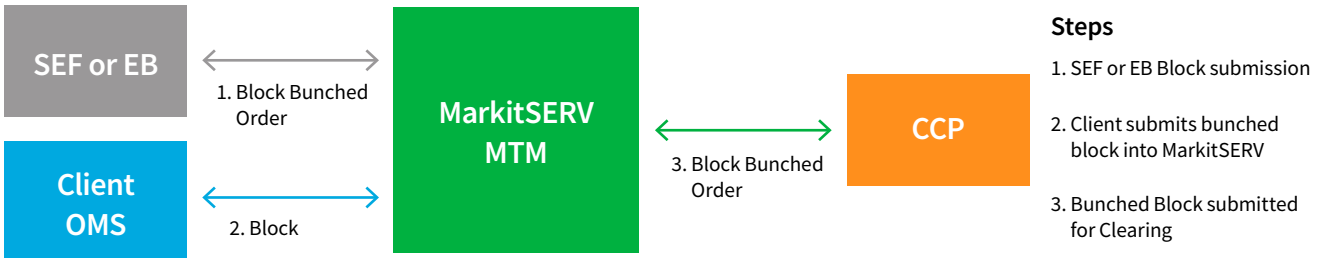 SEF or EB
1. Block Bunched
Order
Client
OMS
2. Block
MarkitSERV
MTM
3. Block Bunched
Order
CCP
Steps
1. SEF or EB Block submission
2. Client submits bunched
block into MarkitSERV
3. Bunched Block submitted
for Clearing